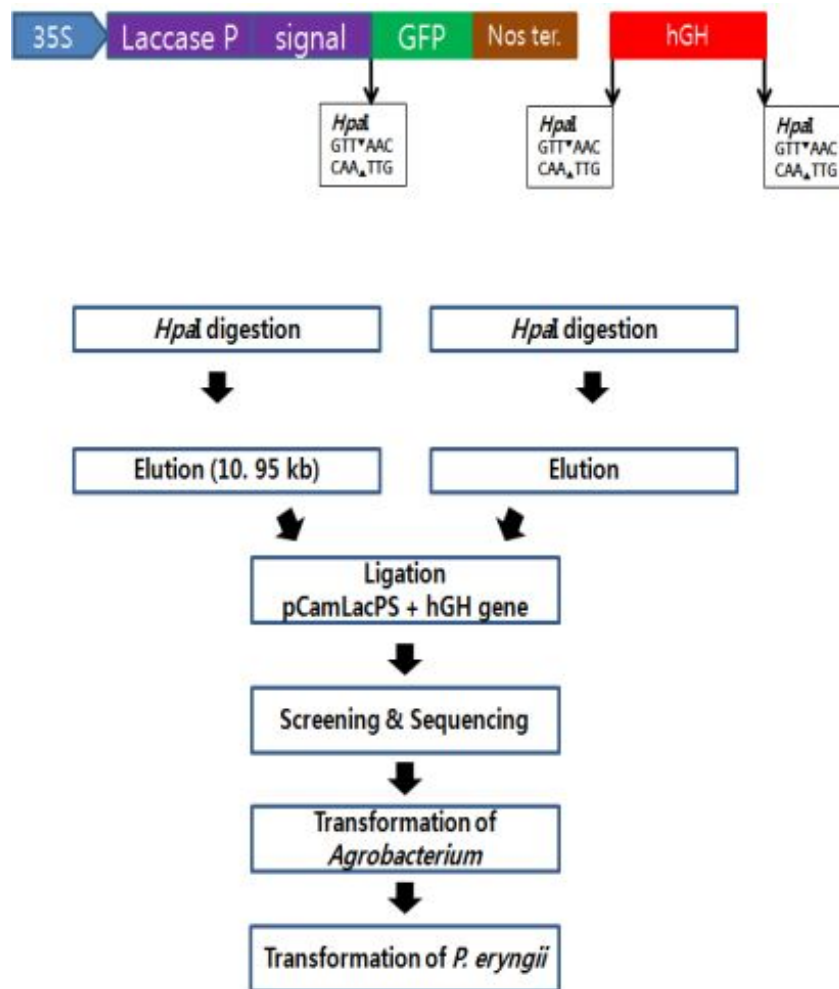 35S Laccase P signal GFP Nos ter. hGH
HpaI
GTT▼AAC
CAA▲TTG
HpaI
GTT▼AAC
CAA▲TTG
HpaI
GTT▼AAC
CAA▲TTG
HpaI digestion
HpaI digestion
Elution (10. 95 kb)
Elution
Ligation
pCamLacPS + hGH gene
Screening & Sequencing
Transformation of
Agrobacterium
Transformation of P. eryngii